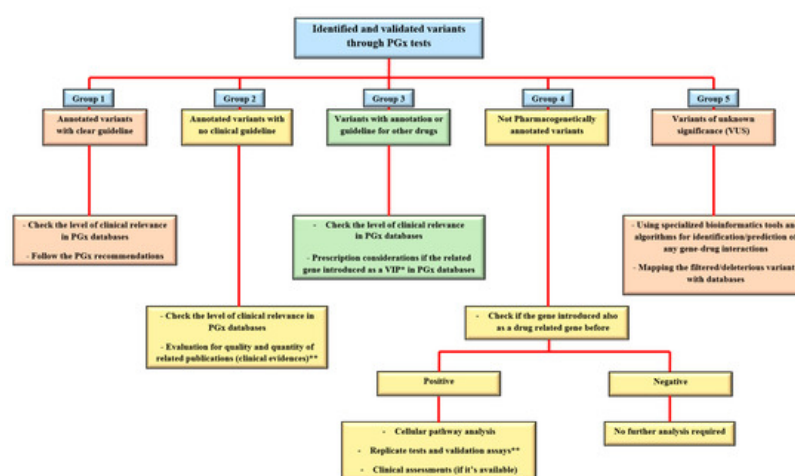 Identified and validated variants
through PGx tests
Group 1
Annotated variants
with clear guideline
- Check the level of clinical relevance
in PGx databases
- Follow the PGx recommendations
Group 2
Annotated variants with
no clinical guideline
- Check the level of clinical relevance in
PGx databases
- Evaluation for quality and quantity of
related publications (clinical evidences)**
Group 3
Variants with annotation or
guideline for other drugs
- Check the level of clinical relevance
in PGx databases
- Prescription considerations if the related
gene introduced as a VIP* in PGx databases
Group 4
Not Pharmacogenetically
annotated variants
- Check if the gene introduced also
as a drug related gene before
Positive
- Cellular pathway analysis
- Replicate tests and validation assays**
- Clinical assessments (if it's available)
Negative
No further analysis required
Group 5
Variants of unknown
significance (VUS)
- Using specialized bioinformatics tools an
algorithms for identification/prediction o
any gene-drug interactions
- Mapping the filtered/deleterious variant
with databases